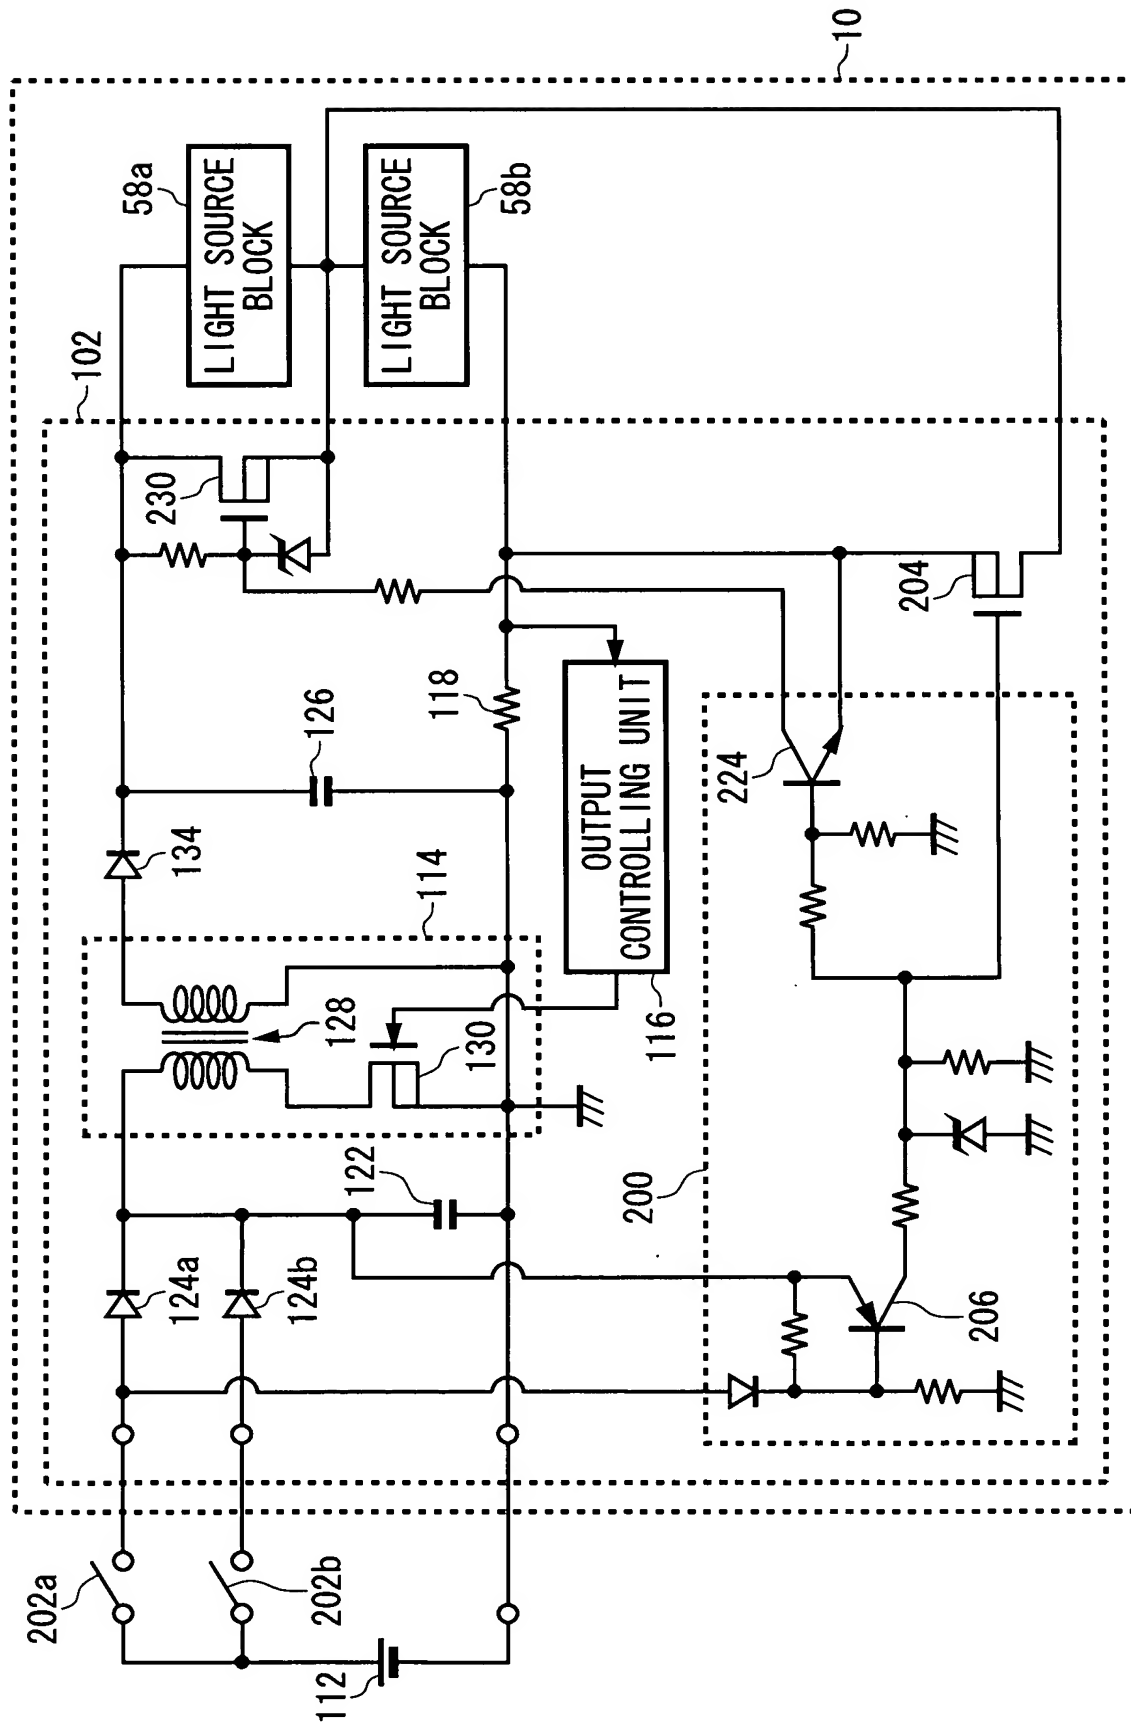 10
58a
LIGHT SOURCE
BLOCK
58b
LIGHT SOURCE
BLOCK
102
230
204
118
126
OUTPUT
CONTROLLING UNIT
224
134
114
128
130
116
122
200
124a
124b
206
202a
202b
112